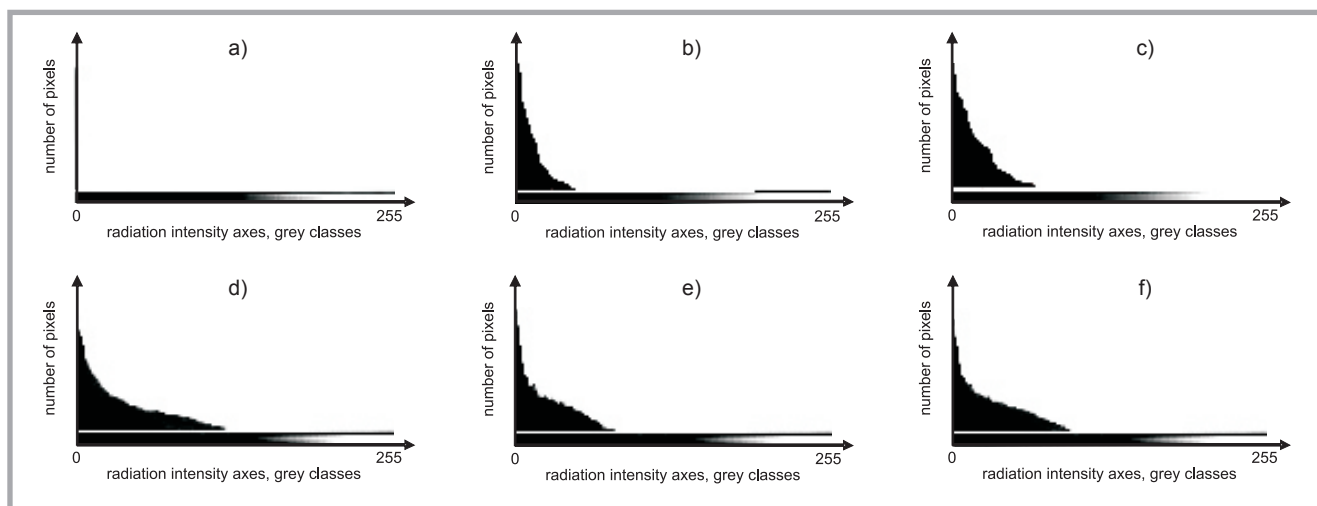 a)
number of pixels
0 255
radiation intensity axes, grey classes
b)
number of pixels
0 255
radiation intensity axes, grey classes
c)
number of pixels
0 255
radiation intensity axes, grey classes
d)
number of pixels
0 255
radiation intensity axes, grey classes
e)
number of pixels
0 255
radiation intensity axes, grey classes
f)
number of pixels
0 255
radiation intensity axes, grey classes